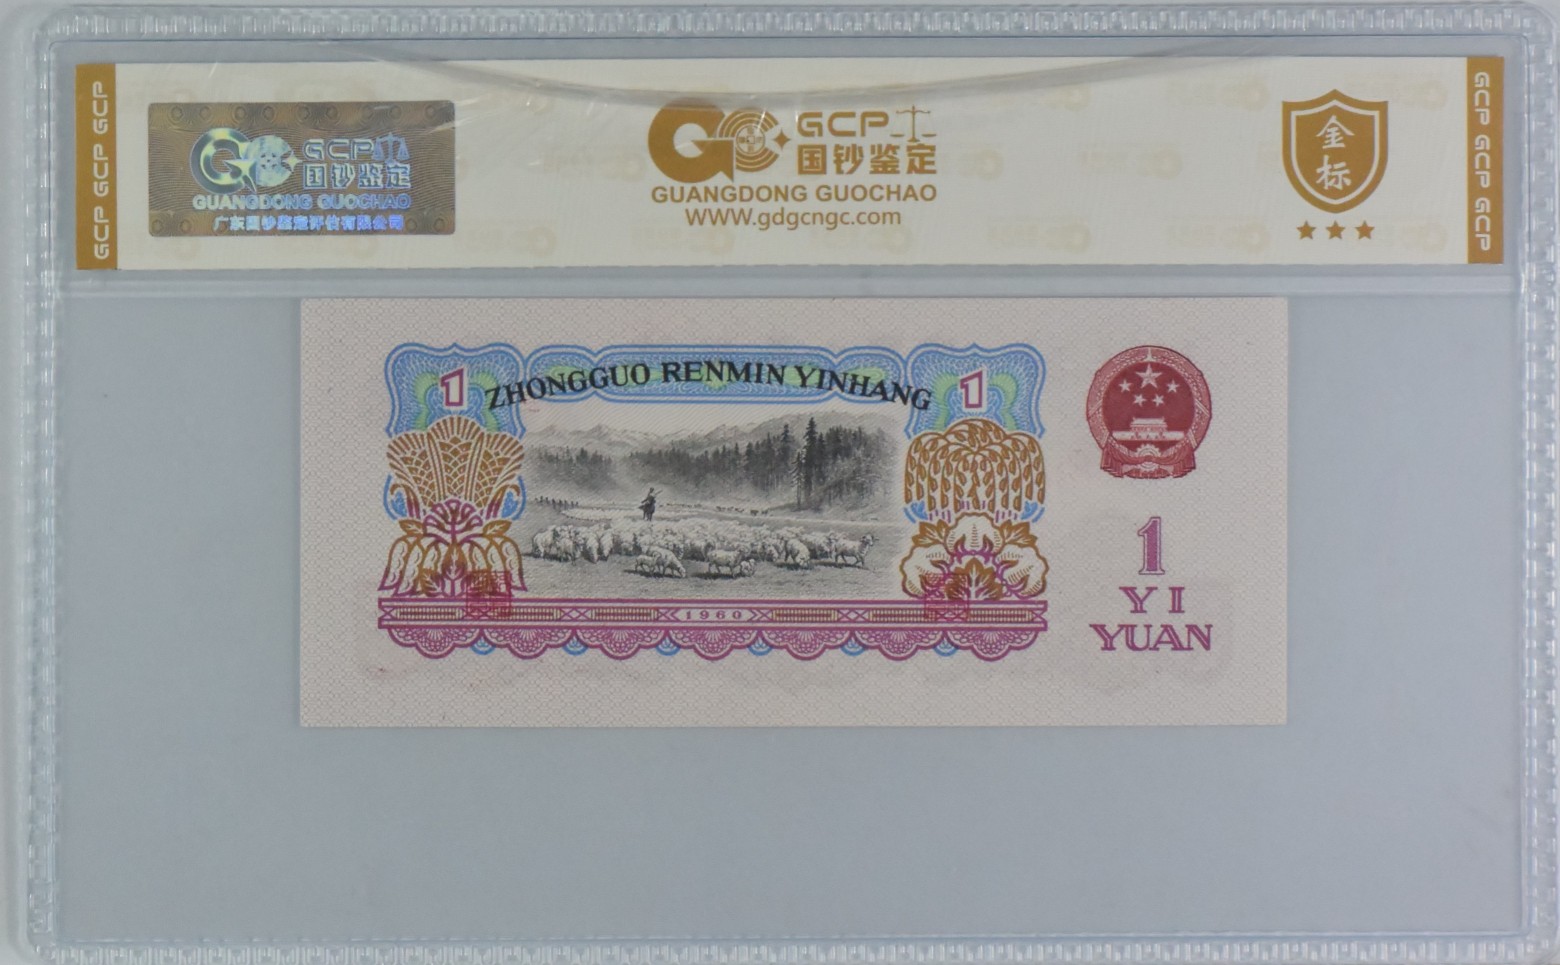 GCP GCP GCP
GCP
国钞鉴定
GUANGDONG GUOCHAO
广东国钞鉴定评估有限公司
GCP
国钞鉴定
GUANGDONG GUOCHAO
WWW.gdgcngc.com
金
标
GCP GCP GCP
1 ZHONGGUO RENMIN YINHANG 1
1960
1
YI
YUAN